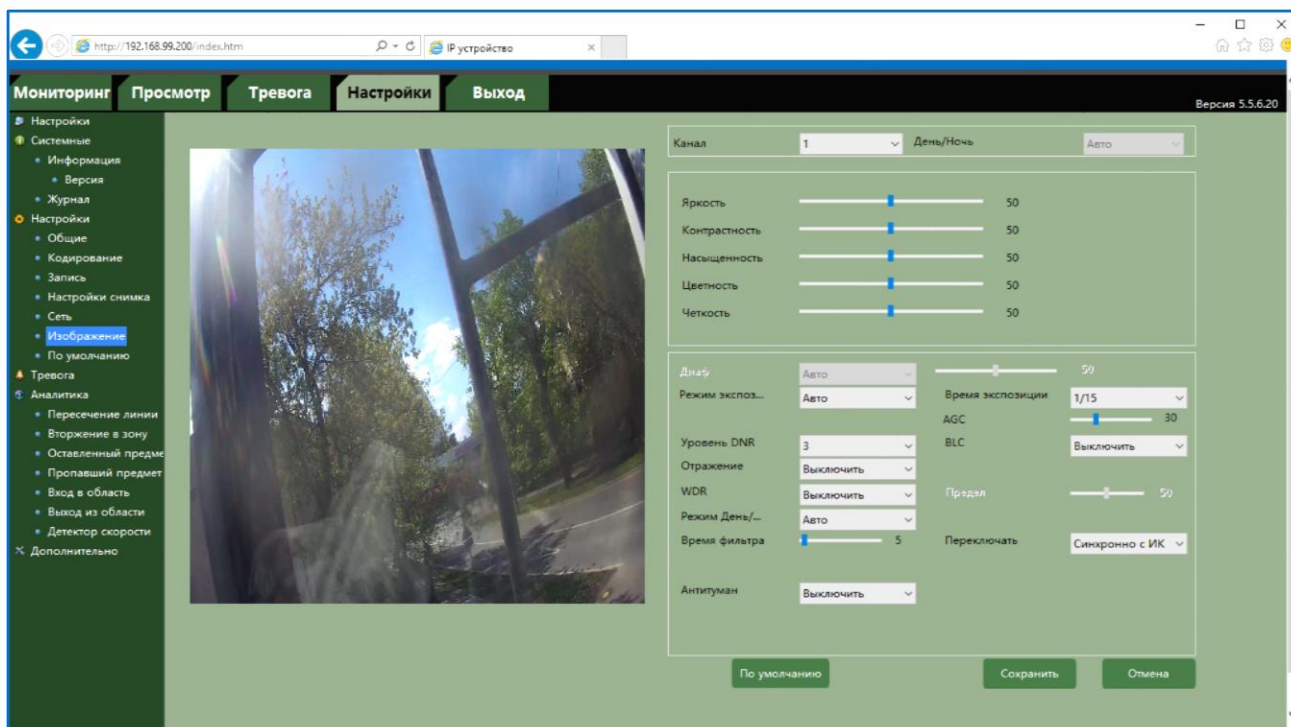 http://192.168.99.200/index.htm
IP устройство
Мониторинг Просмотр Тревога Настройки Выход
Версия 5.5.6.20
Настройки
Системные
Информация
Версия
Журнал
Настройки
Общие
Кодирование
Запись
Настройки снимка
Сеть
Изображение
По умолчанию
Тревога
Аналитика
Пересечение линии
Вторжение в зону
Оставленный предме
Пропавший предмет
Вход в область
Выход из области
Детектор скорости
Дополнительно
Канал 1 День/Ночь Авто
Яркость 50
Контрастность 50
Насыщенность 50
Цветность 50
Четкость 50
Диаф Авто 50
Режим экспоз... Авто Время экспозиции 1/15
AGC 30
Уровень DNR 3 BLC Выключить
Отражение Выключить
WDR Выключить Предел 50
Режим День/... Авто
Время фильтра 5 Переключать Синхронно с ИК
Антитуман Выключить
По умолчанию Сохранить Отмена